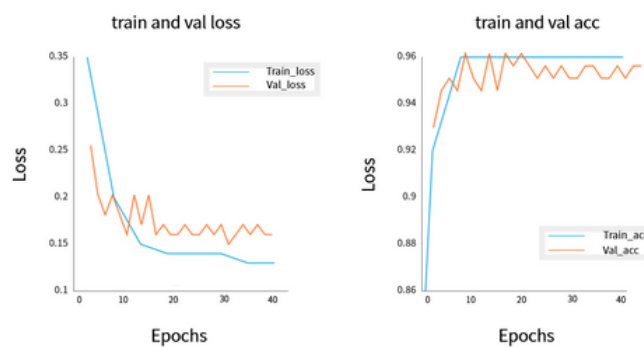 train and val loss
0.35
0.3
0.25
0.2
0.15
0.1
Loss
0 10 20 30 40
Epochs
Train_loss
Val_loss
train and val acc
0.96
0.94
0.92
0.9
0.88
0.86
Loss
0 10 20 30 40
Epochs
Train_ac
Val_acc